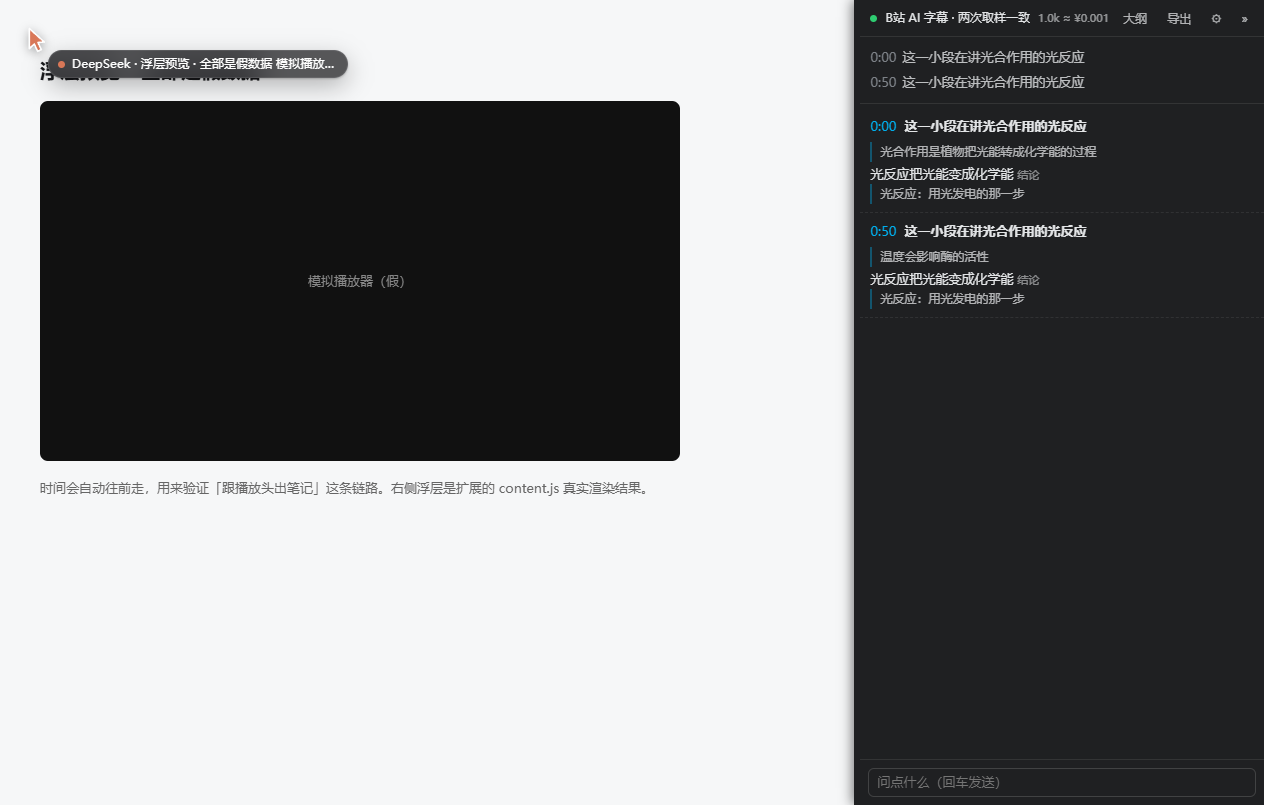 DeepSeek · 浮层预览 · 全部是假数据 模拟播放...
模拟播放器（假）
时间会自动往前走，用来验证「跟播放头出笔记」这条链路。右侧浮层是扩展的 content.js 真实渲染结果。
B站 AI 字幕 · 两次取样一致 1.0k ≈ ¥0.001 大纲 导出 ⚙ »
0:00 这一小段在讲光合作用的光反应
0:50 这一小段在讲光合作用的光反应
0:00 这一小段在讲光合作用的光反应
光合作用是植物把光能转成化学能的过程
光反应把光能变成化学能 结论
光反应：用光发电的那一步
0:50 这一小段在讲光合作用的光反应
温度会影响酶的活性
光反应把光能变成化学能 结论
光反应：用光发电的那一步
问点什么（回车发送）